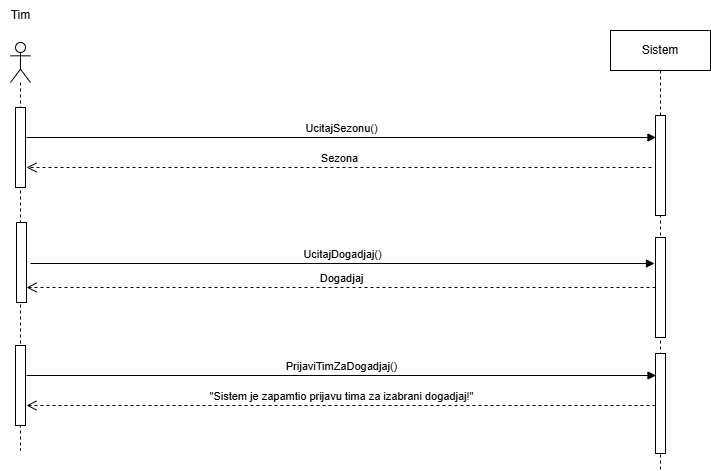 Tim
Sistem
UcitajSezonu()
Sezona
UcitajDogadjaj()
Dogadjaj
PrijaviTimZaDogadjaj()
"Sistem je zapamtio prijavu tima za izabrani dogadjaj!"